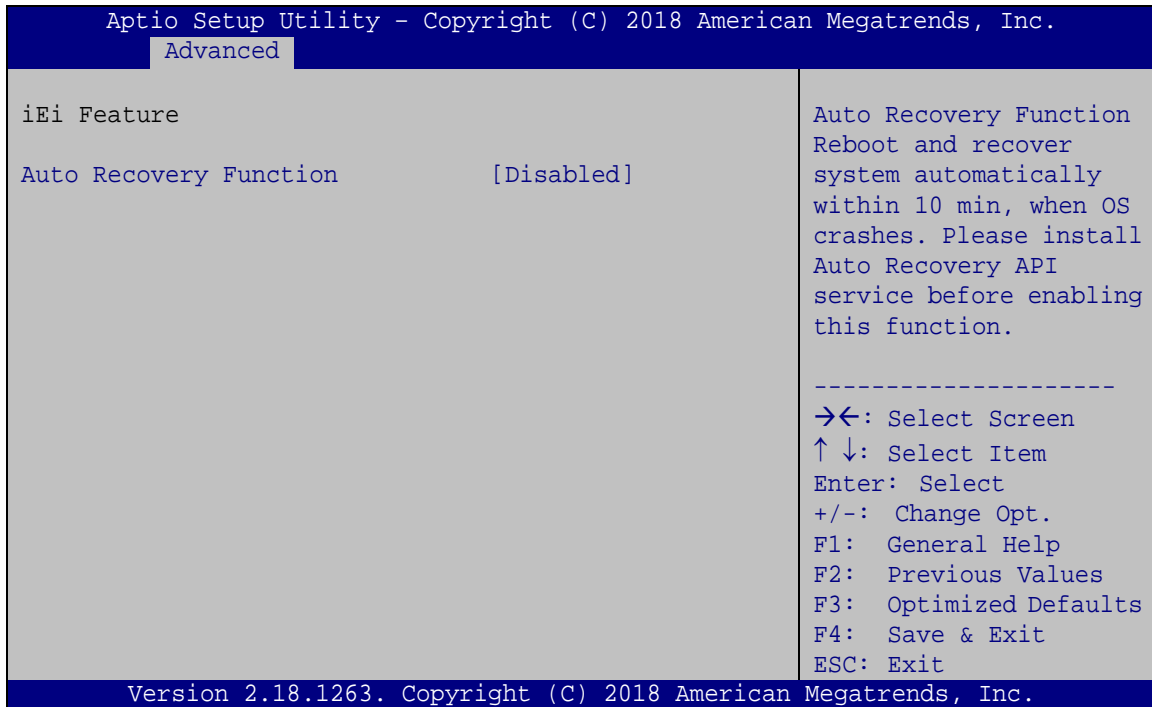 Aptio Setup Utility – Copyright (C) 2018 American Megatrends, Inc.
Advanced
iEi Feature
Auto Recovery Function [Disabled]
Auto Recovery Function
Reboot and recover
system automatically
within 10 min, when OS
crashes. Please install
Auto Recovery API
service before enabling
this function.
---------------------
→←: Select Screen
↑ ↓: Select Item
Enter: Select
+/-: Change Opt.
F1: General Help
F2: Previous Values
F3: Optimized Defaults
F4: Save & Exit
ESC: Exit
Version 2.18.1263. Copyright (C) 2018 American Megatrends, Inc.